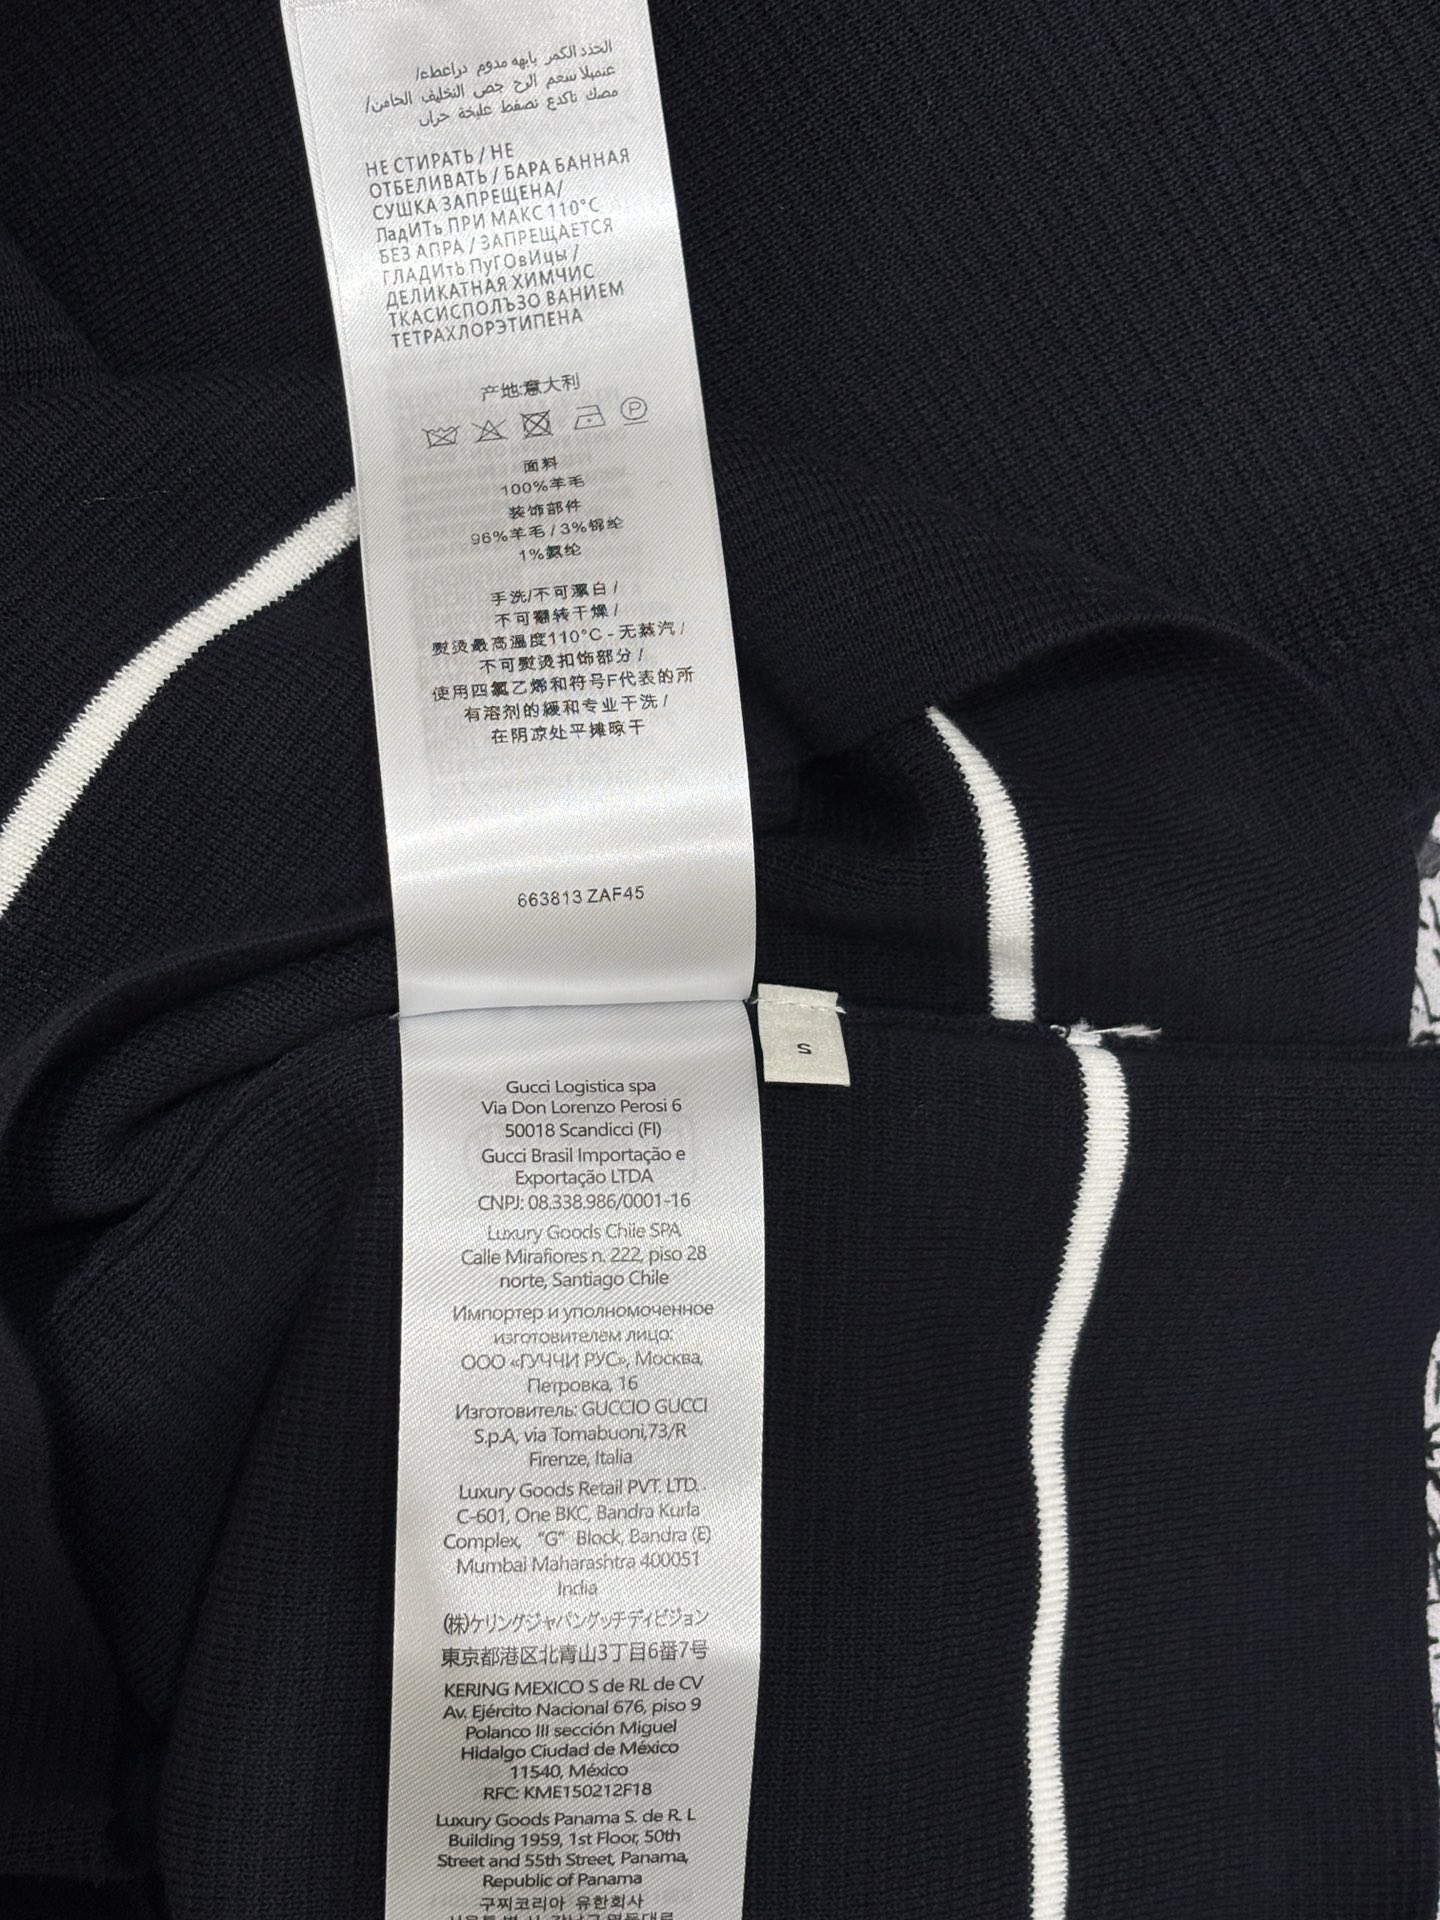 НЕ СТИРАТЬ / НЕ
ОТБЕЛИВАТЬ / БАРА БАННАЯ
СУШКА ЗАПРЕЩЕНА/
ЛадИТь ПРИ МАКС 110°С
БЕЗ АПРА / ЗАПРЕЩАЕТСЯ
ГЛАДИТЬ ПуГОвИцы /
ДЕЛИКАТНАЯ ХИМЧИС
ТКАСИСПОЛЪЗО ВАНИЕМ
ТЕТРАХЛОРЭТИПЕНА
产地:意大利
P
面料
100%羊毛
装饰部件
96%羊毛 / 3%锦纶
1%氨纶
手洗/不可漂白 /
不可翻转干燥 /
熨烫最高温度110°C - 无蒸汽 /
不可熨烫扣饰部分 /
使用四氯乙烯和符号F代表的所
有溶剂的缓和专业干洗 /
在阴凉处平摊晾干
663813 ZAF45
S
Gucci Logistica spa
Via Don Lorenzo Perosi 6
50018 Scandicci (FI)
Gucci Brasil Importação e
Exportação LTDA
CNPJ: 08.338.986/0001-16
Luxury Goods Chile SPA
Calle Mirafiores n. 222, piso 28
norte, Santiago Chile
Импортер и уполномоченное
изготовителем лицо:
ООО «ГУЧЧИ РУС», Москва,
Петровка, 16
Изготовитель: GUCCIO GUCCI
S.p.A, via Tomabuoni,73/R
Firenze, Italia
Luxury Goods Retail PVT. LTD.
C-601, One BKC, Bandra Kurla
Complex, "G" Block, Bandra (E)
Mumbai Maharashtra 400051
India
(株)ケリングジャパングッチディビジョン
東京都港区北青山3丁目6番7号
KERING MEXICO S de RL de CV
Av. Ejército Nacional 676, piso 9
Polanco III sección Miguel
Hidalgo Ciudad de México
11540, México
RFC: KME150212F18
Luxury Goods Panama S. de R. L
Building 1959, 1st Floor, 50th
Street and 55th Street, Panama,
Republic of Panama
구찌코리아 유한회사